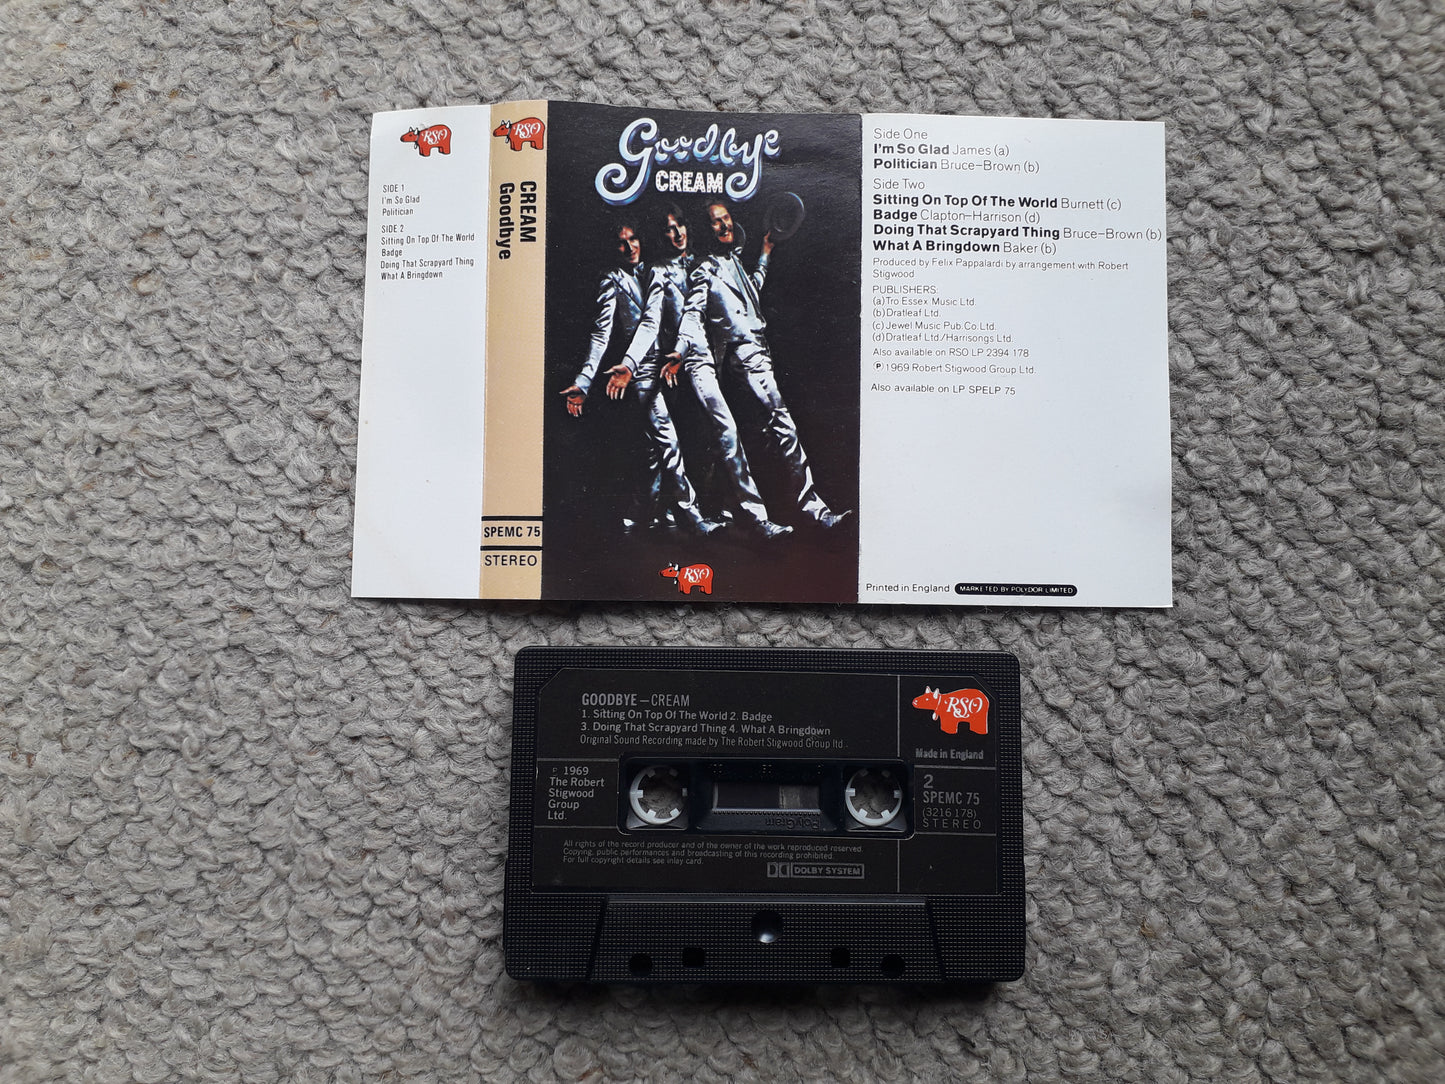 RSO
SIDE 1
I'm So Glad
Politician
SIDE 2
Sitting On Top Of The World
Badge
Doing That Scrapyard Thing
What A Bringdown
RSO
CREAM
Goodbye
SPEMC 75
STEREO
Goodbye
CREAM
RSO
Side One
I'm So Glad James (a)
Politician Bruce–Brown (b)
Side Two
Sitting On Top Of The World Burnett (c)
Badge Clapton–Harrison (d)
Doing That Scrapyard Thing Bruce–Brown (b)
What A Bringdown Baker (b)
Produced by Felix Pappalardi by arrangement with Robert
Stigwood
PUBLISHERS:
(a) Tro Essex Music Ltd.
(b) Dratleaf Ltd.
(c) Jewel Music Pub. Co. Ltd.
(d) Dratleaf Ltd./Harrisongs Ltd.
Also available on RSO LP 2394 178
℗ 1969 Robert Stigwood Group Ltd.
Also available on LP SPELP 75
Printed in England MARKETED BY POLYDOR LIMITED
GOODBYE – CREAM
1. Sitting On Top Of The World 2. Badge
3. Doing That Scrapyard Thing 4. What A Bringdown
Original Sound Recording made by The Robert Stigwood Group ltd.
RSO
Made in England
℗ 1969
The Robert
Stigwood
Group
Ltd.
2
SPEMC 75
(3216 178)
STEREO
PolyGram
All rights of the record producer and of the owner of the work reproduced reserved.
Copying, public performances and broadcasting of this recording prohibited.
For full copyright details see inlay card.
DOLBY SYSTEM